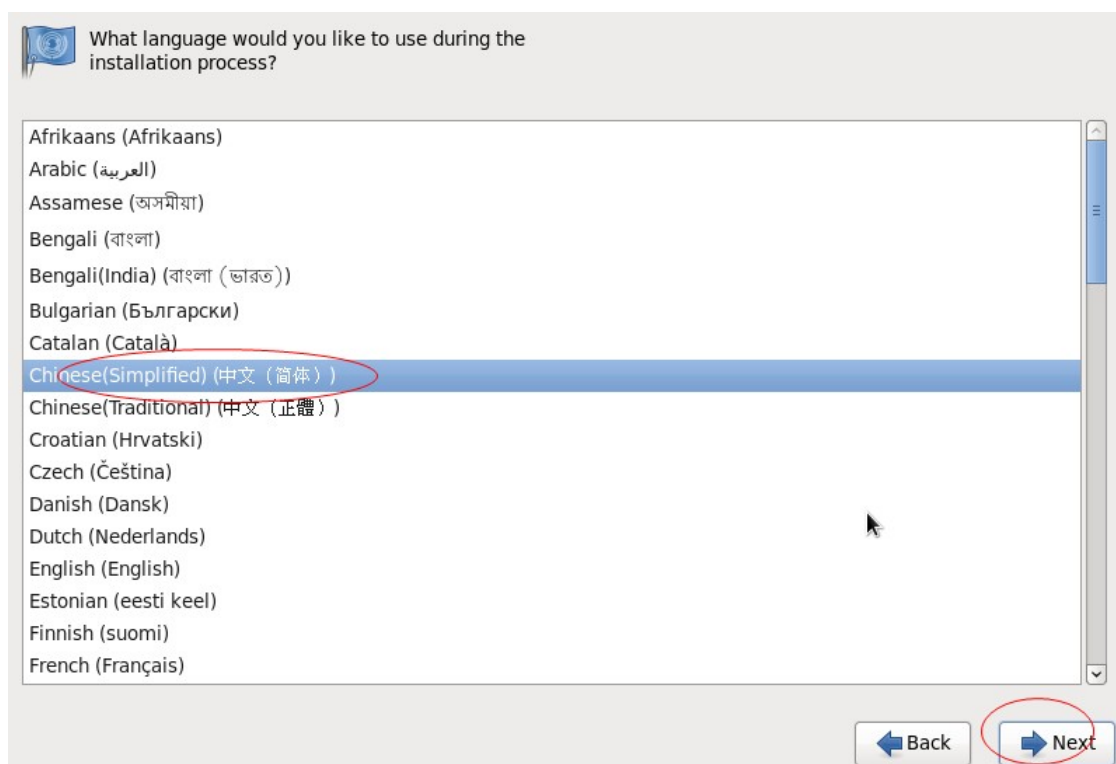 What language would you like to use during the
installation process?
Afrikaans (Afrikaans)
Arabic (العربية)
Assamese (অসমীয়া)
Bengali (বাংলা)
Bengali(India) (বাংলা (ভারত))
Bulgarian (Български)
Catalan (Català)
Chinese(Simplified) (中文（简体）)
Chinese(Traditional) (中文（正體）)
Croatian (Hrvatski)
Czech (Čeština)
Danish (Dansk)
Dutch (Nederlands)
English (English)
Estonian (eesti keel)
Finnish (suomi)
French (Français)
Back
Next